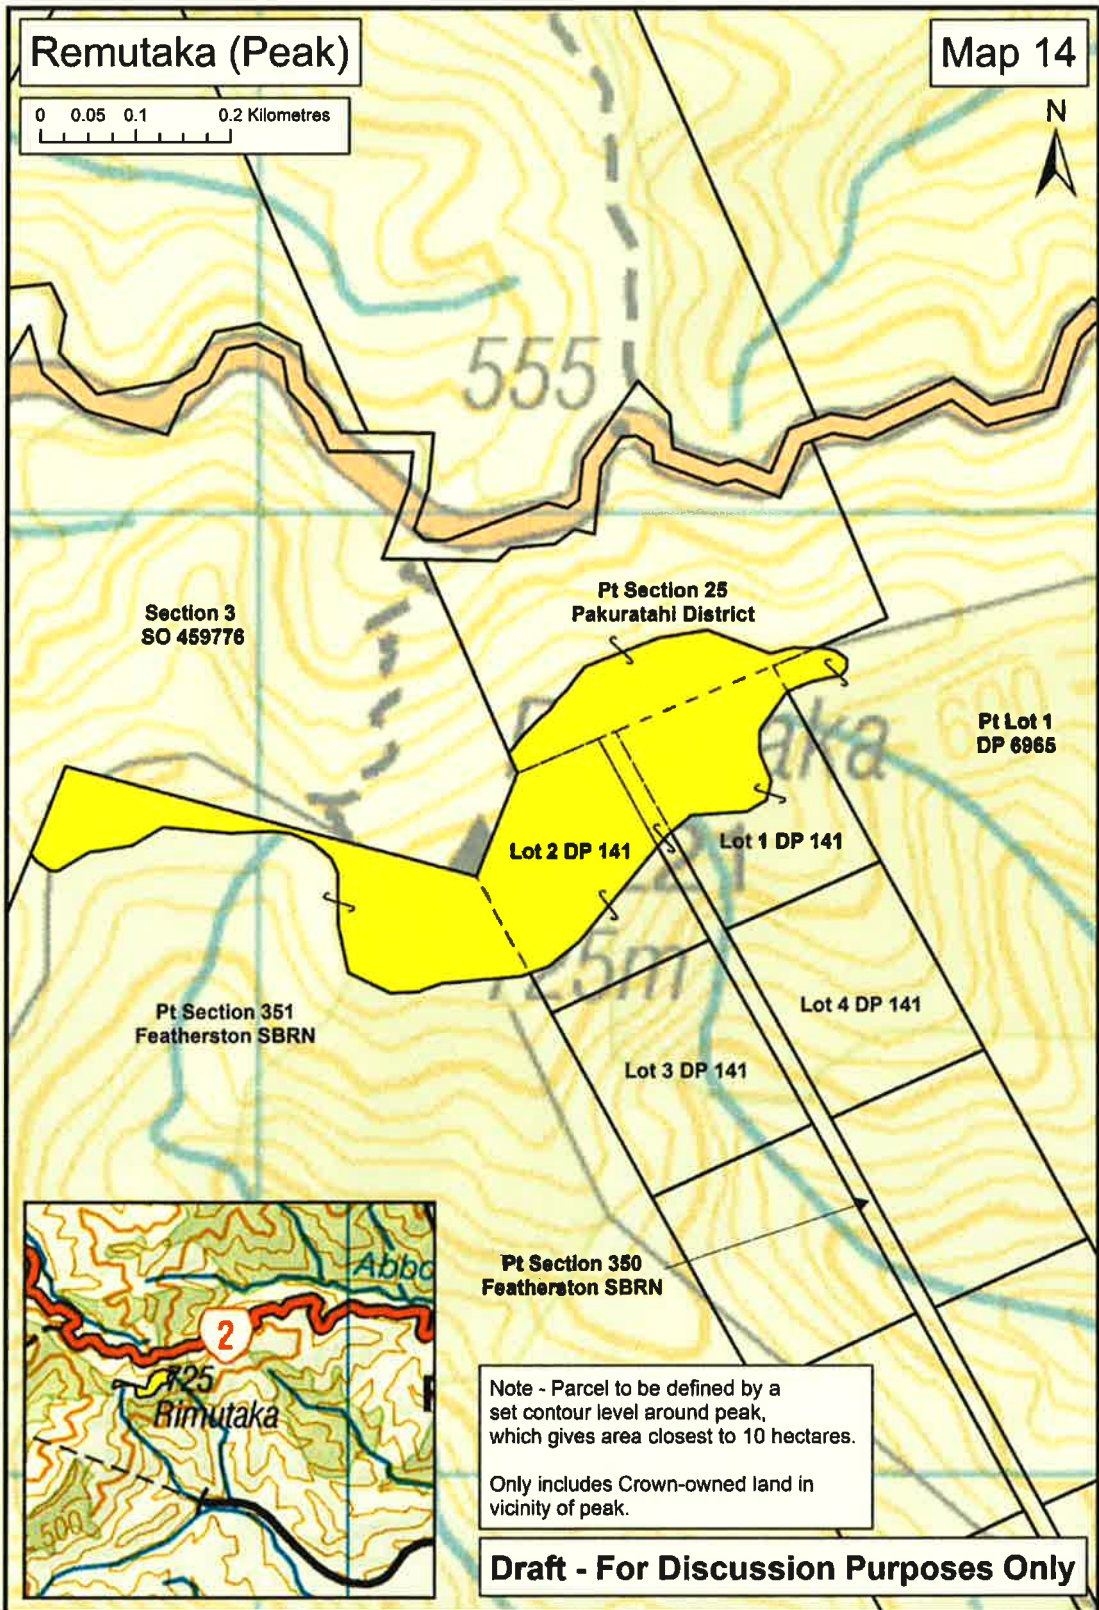 Remutaka (Peak)
Map 14
0 0.05 0.1 0.2 Kilometres
N
555
Pt Section 25
Pakuratahi District
Section 3
SO 459776
600
Pt Lot 1
DP 6965
Lot 2 DP 141
Lot 1 DP 141
725m
Pt Section 351
Featherston SBRN
Lot 4 DP 141
Lot 3 DP 141
Pt Section 350
Featherston SBRN
Abbo
2
725
Rimutaka
500
Note - Parcel to be defined by a
set contour level around peak,
which gives area closest to 10 hectares.
Only includes Crown-owned land in
vicinity of peak.
Draft - For Discussion Purposes Only